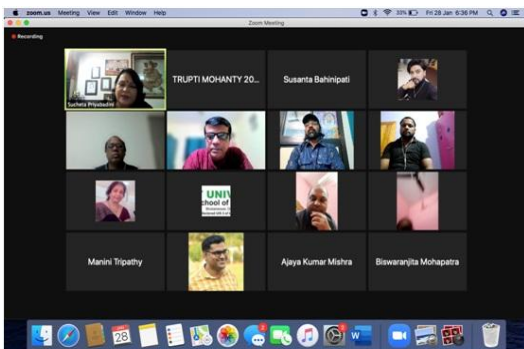 zoom.us Meeting View Edit Window Help
32% Fri 28 Jan 6:36 PM
Zoom Meeting
Recording
Sucheta Priyabadini
TRUPTI MOHANTY 20...
Susanta Bahinipati
UNIV
chool of
Manini Tripathy
Ajaya Kumar Mishra
Biswaranjita Mohapatra
28
W